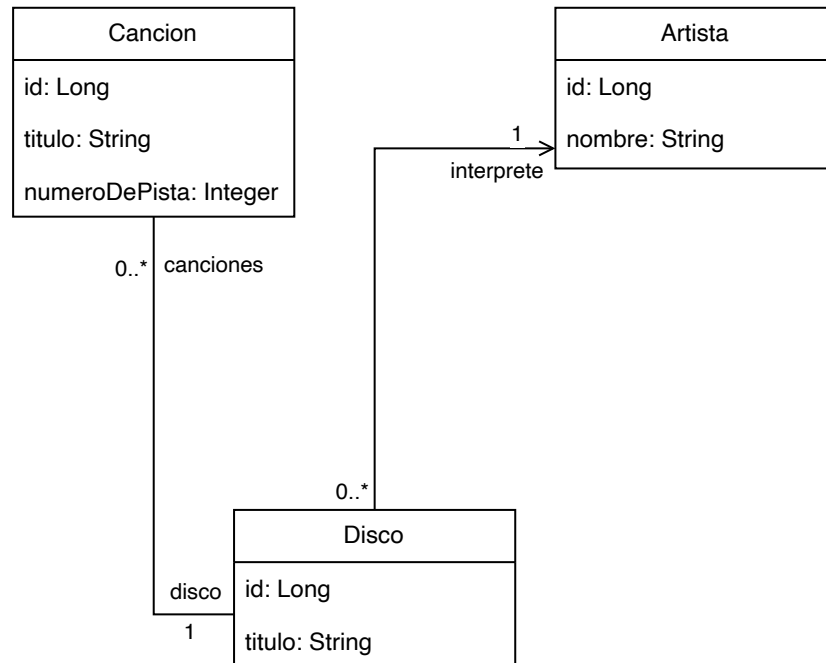 Cancion
id: Long
titulo: String
numeroDePista: Integer
Artista
id: Long
nombre: String
1
interprete
0..*
canciones
0..*
Disco
id: Long
titulo: String
disco
1